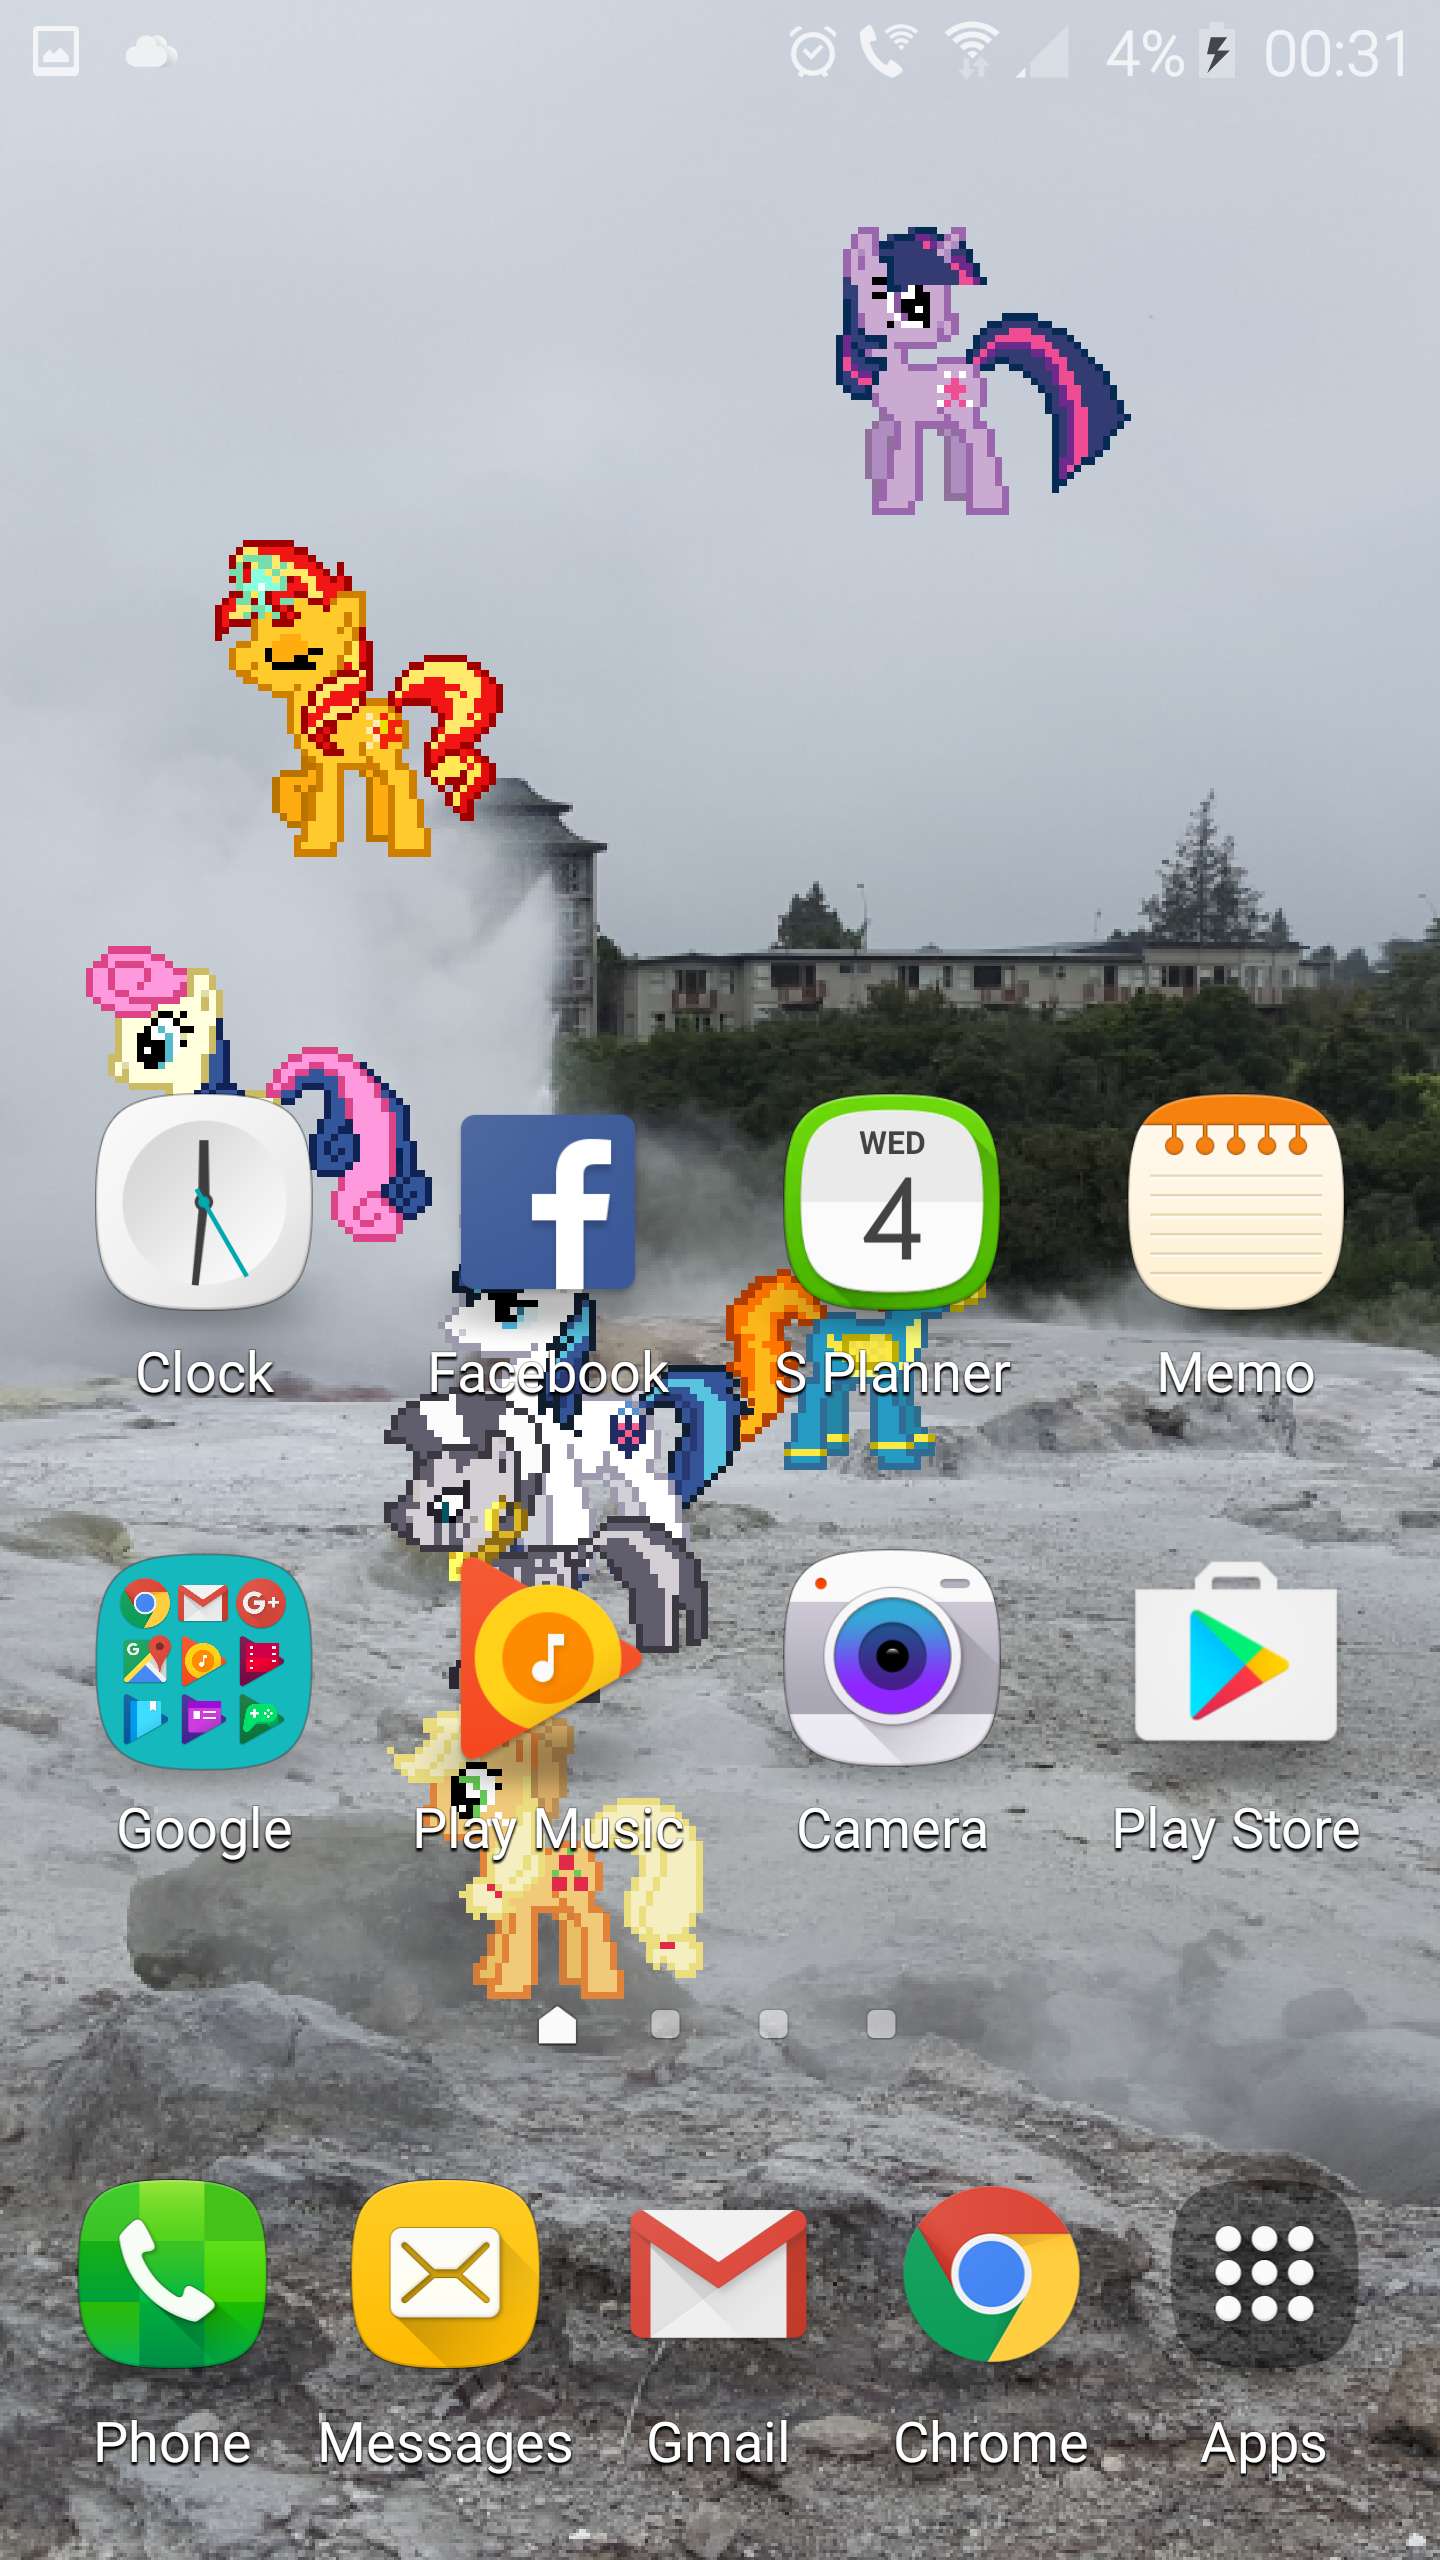 4% 00:31
WED
4
Clock Facebook S Planner Memo
Google Play Music Camera Play Store
Phone Messages Gmail Chrome Apps